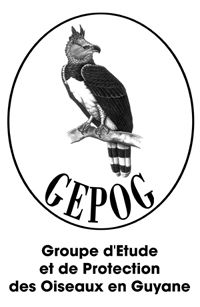 GEPOG
Groupe d'Etude
et de Protection
des Oiseaux en Guyane